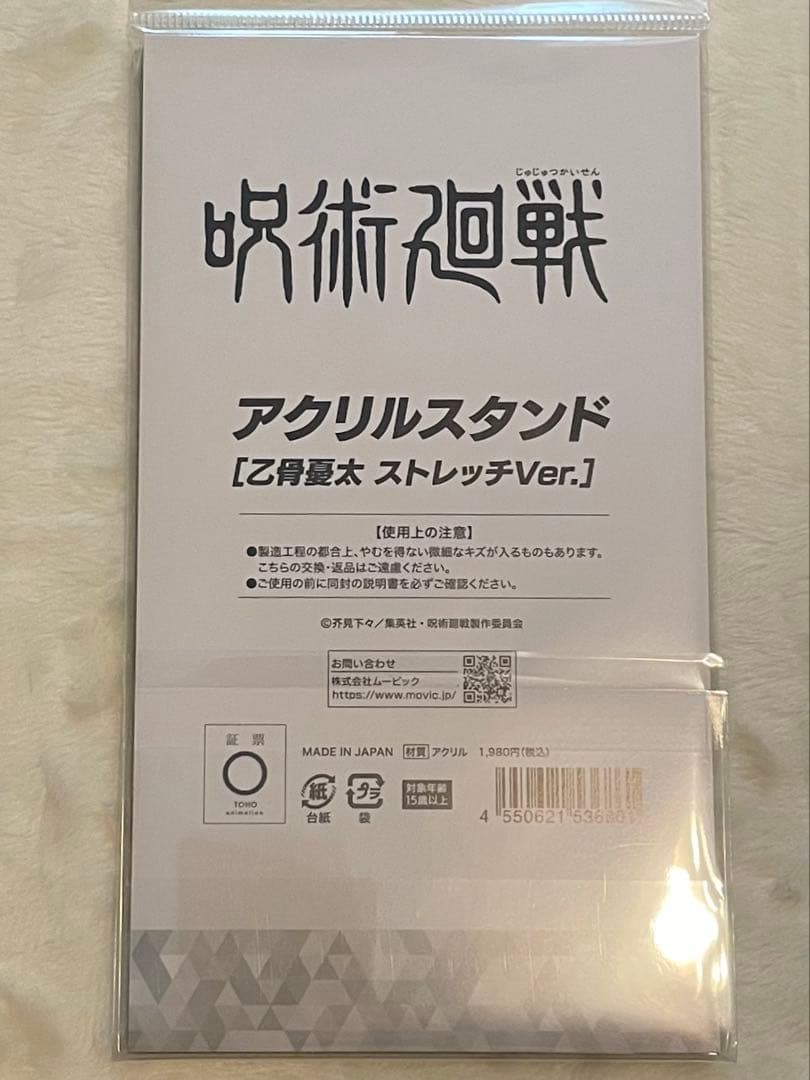 じゅじゅつかいせん
呪術廻戦
アクリルスタンド
[乙骨憂太 ストレッチVer.]
【使用上の注意】
●製造工程の都合上、やむを得ない微細なキズが入るものもあります。
こちらの交換・返品はご遠慮ください。
●ご使用の前に同封の説明書を必ずご確認ください。
©芥見下々/集英社・呪術廻戦製作委員会
お問い合わせ
株式会社ムービック
https://www.movic.jp/
証票
TOHO
animation
MADE IN JAPAN 材質 アクリル 1,980円(税込)
紙
台紙
プラ
袋
対象年齢
15歳以上
4 550621